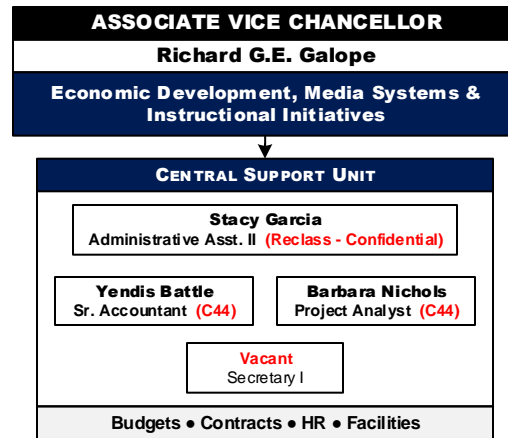 ASSOCIATE VICE CHANCELLOR
Richard G.E. Galope
Economic Development, Media Systems &
Instructional Initiatives
CENTRAL SUPPORT UNIT
Stacy Garcia
Administrative Asst. II (Reclass - Confidential)
Yendis Battle
Sr. Accountant (C44)
Barbara Nichols
Project Analyst (C44)
Vacant
Secretary I
Budgets ● Contracts ● HR ● Facilities